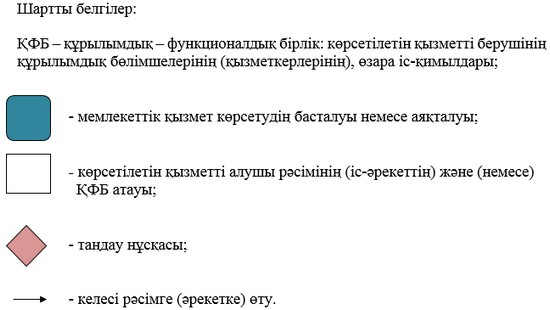 Шартты белгілер:
ҚФБ – құрылымдық – функционалдық бірлік: көрсетілетін қызметті берушінің
құрылымдық бөлімшелерінің (қызметкерлерінің), өзара іс-қимылдары;
- мемлекеттік қызмет көрсетудің басталуы немесе аяқталуы;
- көрсетілетін қызметті алушы рәсімінің (іс-әрекеттің) және (немесе)
ҚФБ атауы;
- таңдау нұсқасы;
- келесі рәсімге (әрекетке) өту.